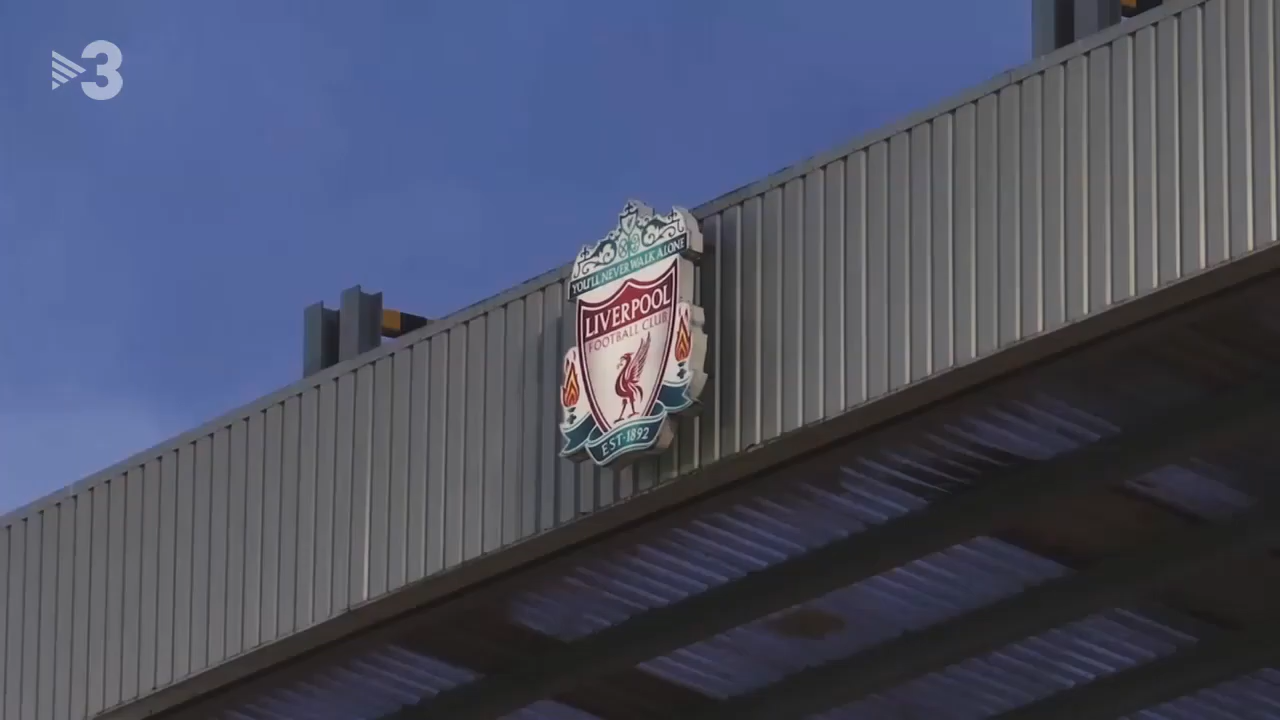 3
YOU'LL NEVER WALK ALONE
LIVERPOOL
FOOTBALL CLUB
EST·1892